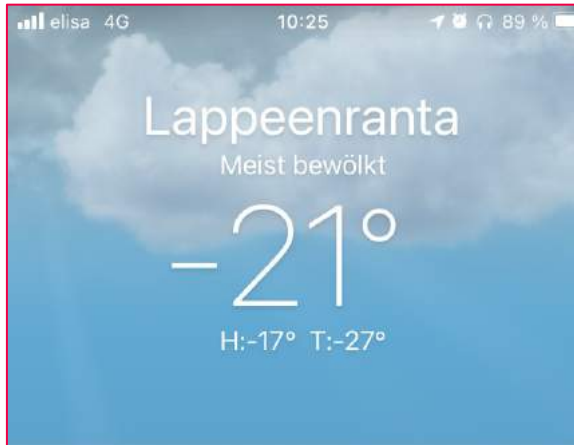 elisa 4G 10:25 89 %
Lappeenranta
Meist bewölkt
-21°
H:-17° T:-27°